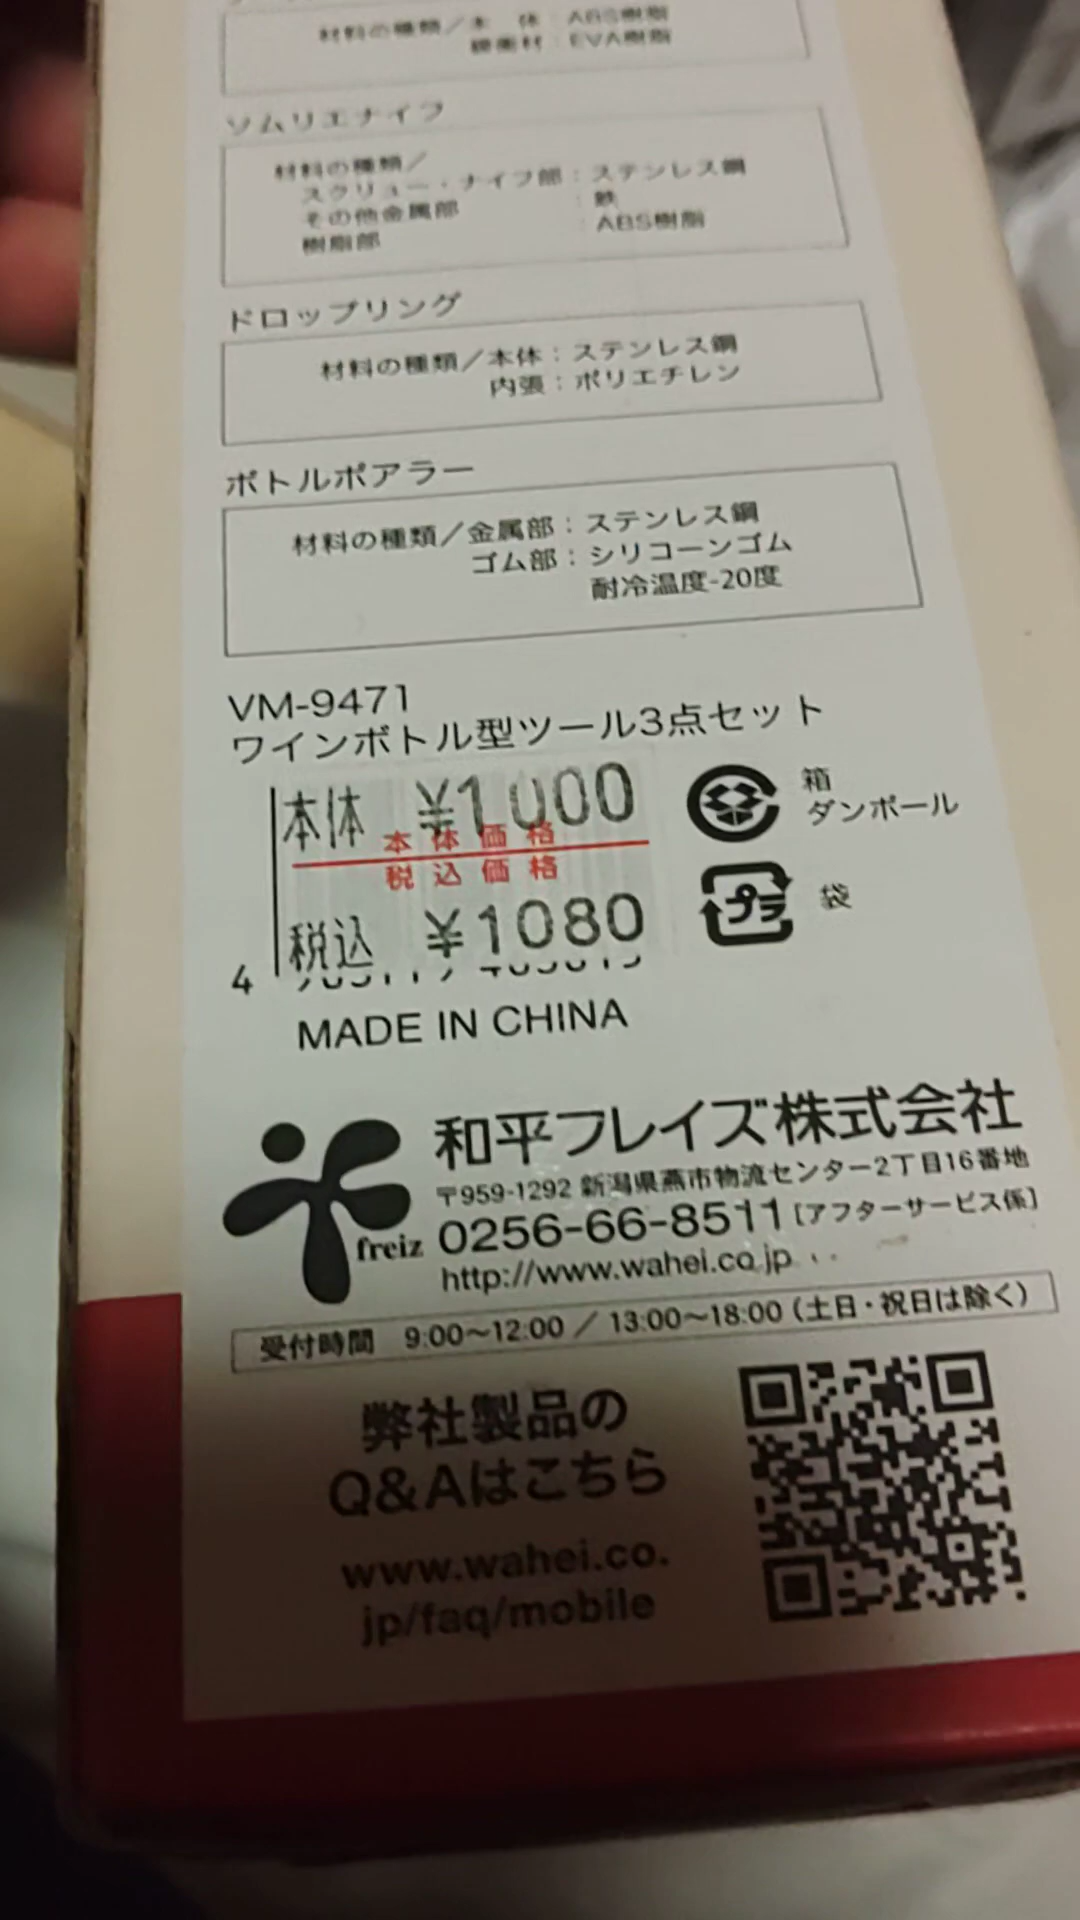 材料の種類／本　体：ABS樹脂
緩衝材：EVA樹脂
ソムリエナイフ
材料の種類／
スクリュー・ナイフ部：ステンレス鋼
その他金属部：鉄
樹脂部：ABS樹脂
ドロップリング
材料の種類／本体：ステンレス鋼
内張：ポリエチレン
ボトルポアラー
材料の種類／金属部：ステンレス鋼
ゴム部：シリコーンゴム
耐冷温度-20度
VM-9471
ワインボトル型ツール3点セット
本体 ¥1000
本体価格
税込価格
税込 ¥1080
箱
ダンボール
プラ
袋
4
MADE IN CHINA
freiz
和平フレイズ株式会社
〒959-1292 新潟県燕市物流センター2丁目16番地
0256-66-8511［アフターサービス係］
http://www.wahei.co.jp
受付時間　9:00〜12:00 ／ 13:00〜18:00（土日・祝日は除く）
弊社製品の
Q&Aはこちら
www.wahei.co.
jp/faq/mobile